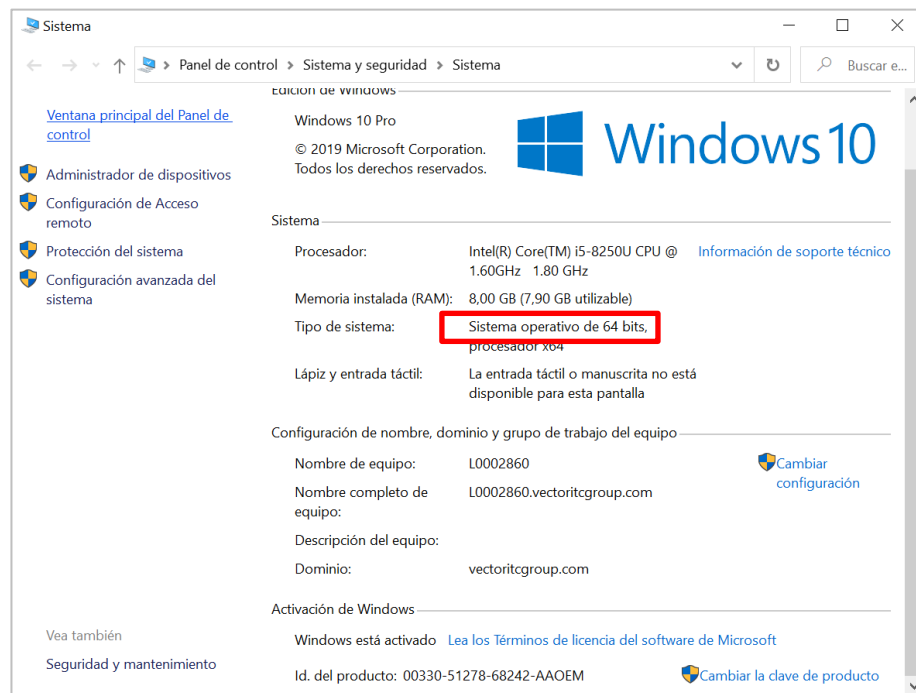 Sistema
Panel de control > Sistema y seguridad > Sistema
Buscar e...
Ventana principal del Panel de
control
Administrador de dispositivos
Configuración de Acceso
remoto
Protección del sistema
Configuración avanzada del
sistema
Vea también
Seguridad y mantenimiento
Edición de Windows
Windows 10 Pro
© 2019 Microsoft Corporation.
Todos los derechos reservados.
Windows 10
Sistema
Procesador: Intel(R) Core(TM) i5-8250U CPU @
1.60GHz 1.80 GHz
Información de soporte técnico
Memoria instalada (RAM): 8,00 GB (7,90 GB utilizable)
Tipo de sistema: Sistema operativo de 64 bits,
procesador x64
Lápiz y entrada táctil: La entrada táctil o manuscrita no está
disponible para esta pantalla
Configuración de nombre, dominio y grupo de trabajo del equipo
Nombre de equipo: L0002860
Cambiar
configuración
Nombre completo de
equipo:
L0002860.vectoritcgroup.com
Descripción del equipo:
Dominio: vectoritcgroup.com
Activación de Windows
Windows está activado Lea los Términos de licencia del software de Microsoft
Id. del producto: 00330-51278-68242-AAOEM
Cambiar la clave de producto